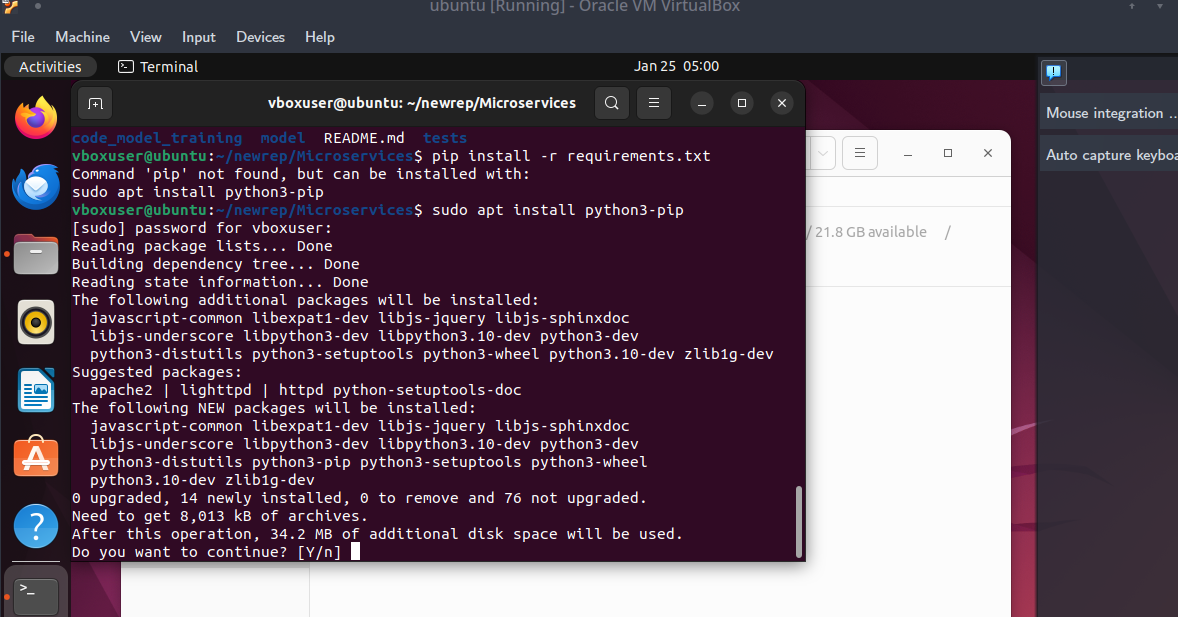 ubuntu [Running] - Oracle VM VirtualBox
File Machine View Input Devices Help
Activities Terminal Jan 25 05:00
vboxuser@ubuntu: ~/newrep/Microservices
Mouse integration ...
Auto capture keyboa
/ 21.8 GB available /
code_model_training model README.md tests
vboxuser@ubuntu:~/newrep/Microservices$ pip install -r requirements.txt
Command 'pip' not found, but can be installed with:
sudo apt install python3-pip
vboxuser@ubuntu:~/newrep/Microservices$ sudo apt install python3-pip
[sudo] password for vboxuser:
Reading package lists... Done
Building dependency tree... Done
Reading state information... Done
The following additional packages will be installed:
javascript-common libexpat1-dev libjs-jquery libjs-sphinxdoc
libjs-underscore libpython3-dev libpython3.10-dev python3-dev
python3-distutils python3-setuptools python3-wheel python3.10-dev zlib1g-dev
Suggested packages:
apache2 | lighttpd | httpd python-setuptools-doc
The following NEW packages will be installed:
javascript-common libexpat1-dev libjs-jquery libjs-sphinxdoc
libjs-underscore libpython3-dev libpython3.10-dev python3-dev
python3-distutils python3-pip python3-setuptools python3-wheel
python3.10-dev zlib1g-dev
0 upgraded, 14 newly installed, 0 to remove and 76 not upgraded.
Need to get 8,013 kB of archives.
After this operation, 34.2 MB of additional disk space will be used.
Do you want to continue? [Y/n]